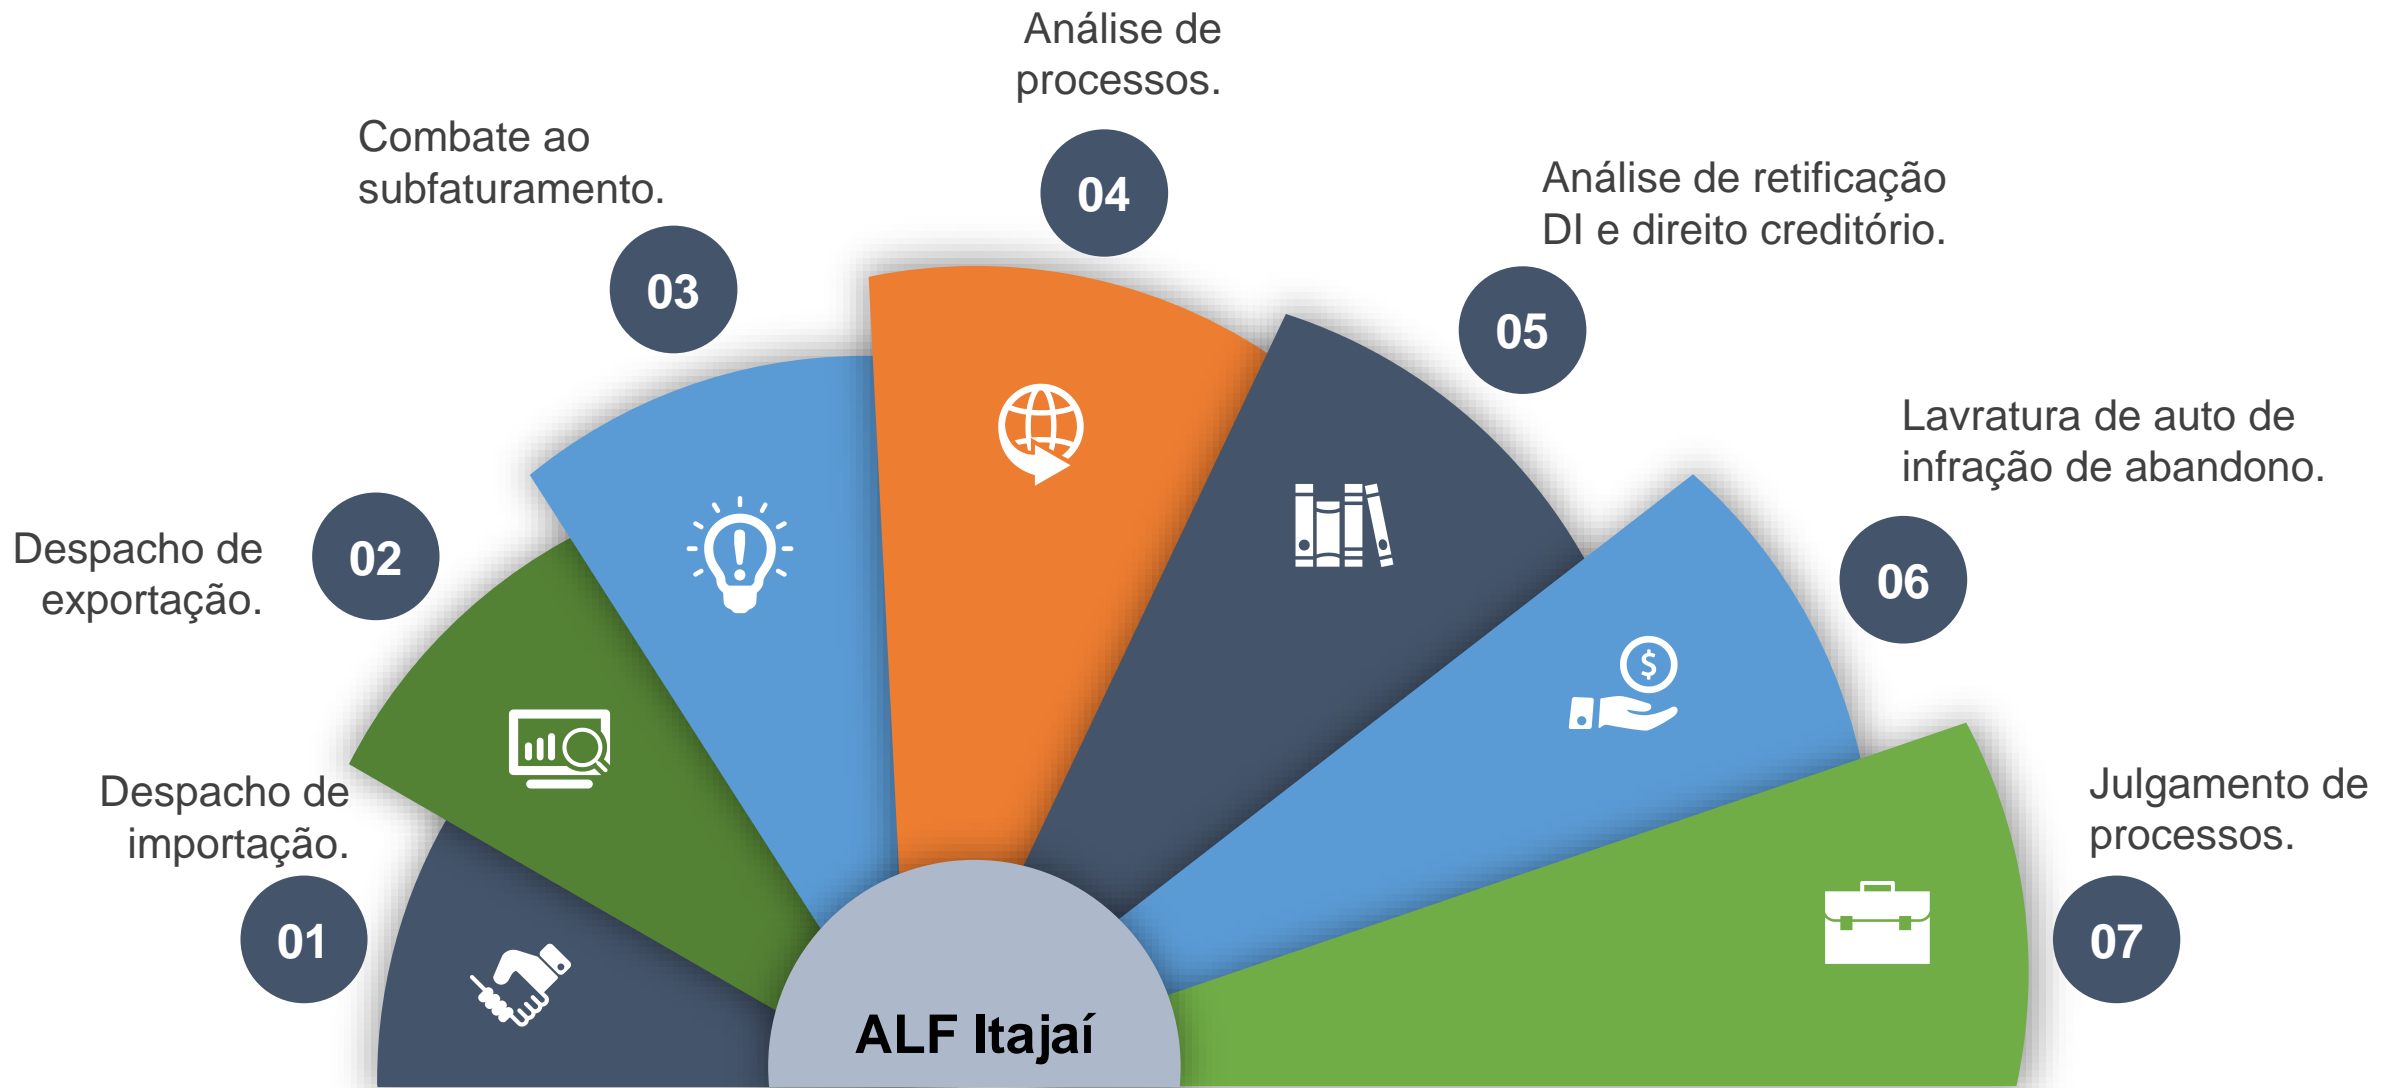 Despacho de
importação.
01
Despacho de
exportação.
02
Combate ao
subfaturamento.
03
Análise de
processos.
04
Análise de retificação
DI e direito creditório.
05
Lavratura de auto de
infração de abandono.
06
Julgamento de
processos.
07
$
ALF Itajaí